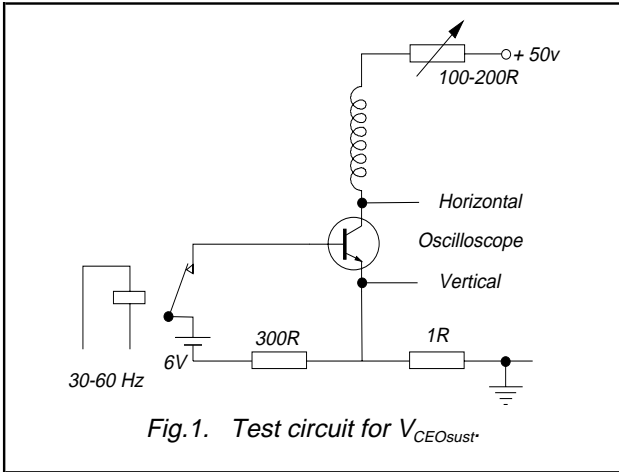 + 50v
100-200R
Horizontal
Oscilloscope
Vertical
300R
1R
6V
30-60 Hz
Fig.1. Test circuit for VCEOsust.